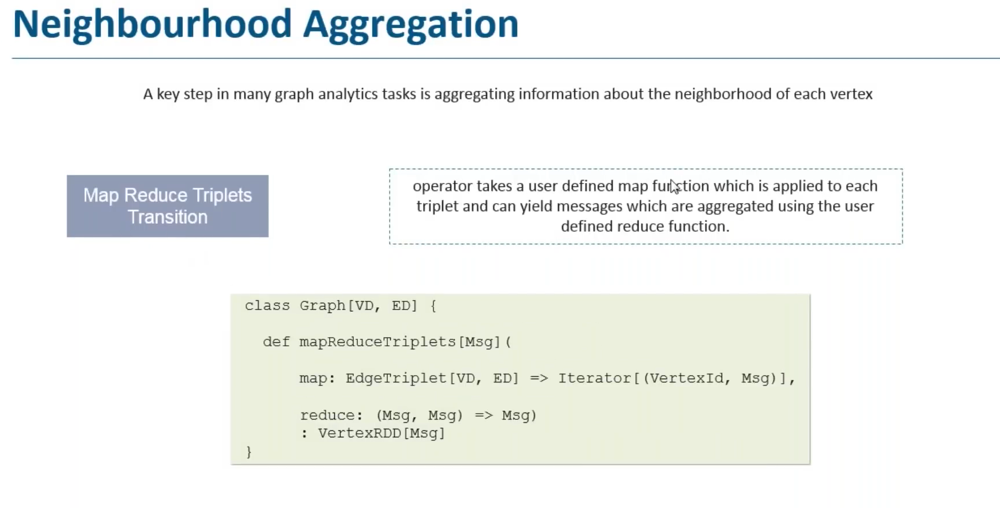 Neighbourhood Aggregation
A key step in many graph analytics tasks is aggregating information about the neighborhood of each vertex
Map Reduce Triplets
Transition
operator takes a user defined map function which is applied to each
triplet and can yield messages which are aggregated using the user
defined reduce function.
class Graph[VD, ED] {
def mapReduceTriplets[Msg](
map: EdgeTriplet[VD, ED] => Iterator[(VertexId, Msg)],
reduce: (Msg, Msg) => Msg)
: VertexRDD[Msg]
}